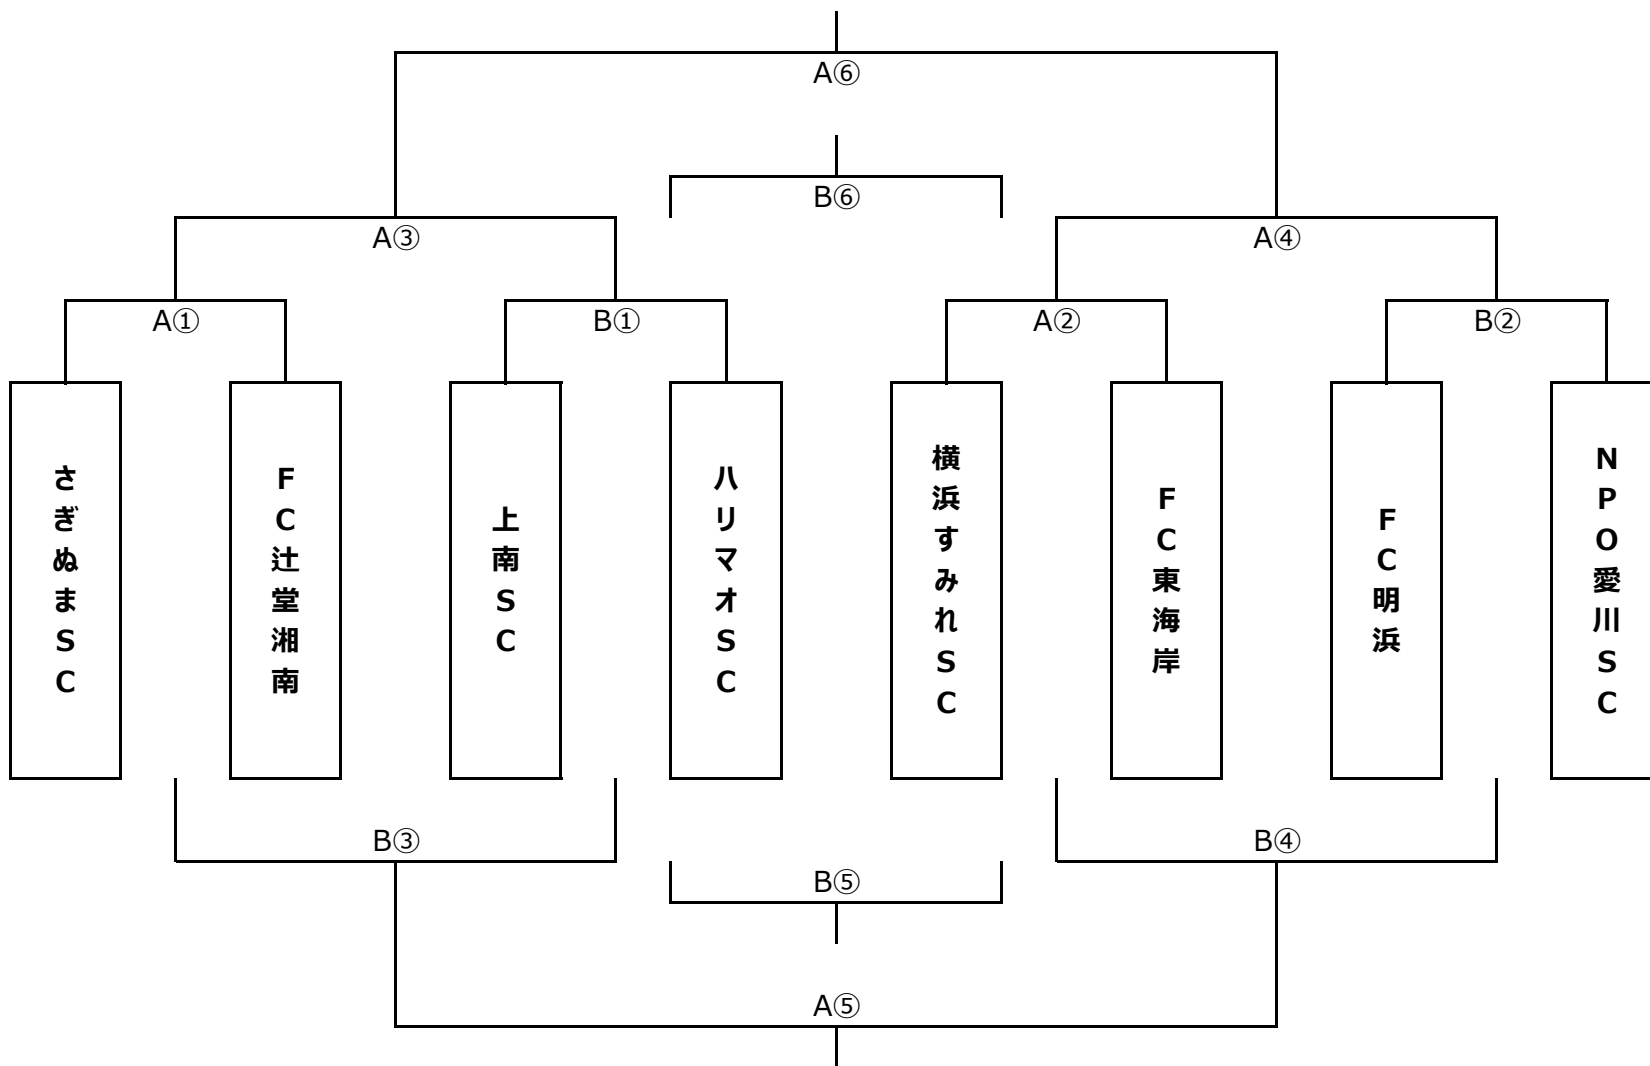 A⑥
B⑥
A③
A④
A①
B①
A②
B②
さぎぬまSC
FC辻堂湘南
上南SC
ハリマオSC
横浜すみれSC
FC東海岸
FC明浜
NPO愛川SC
B③
B④
B⑤
A⑤